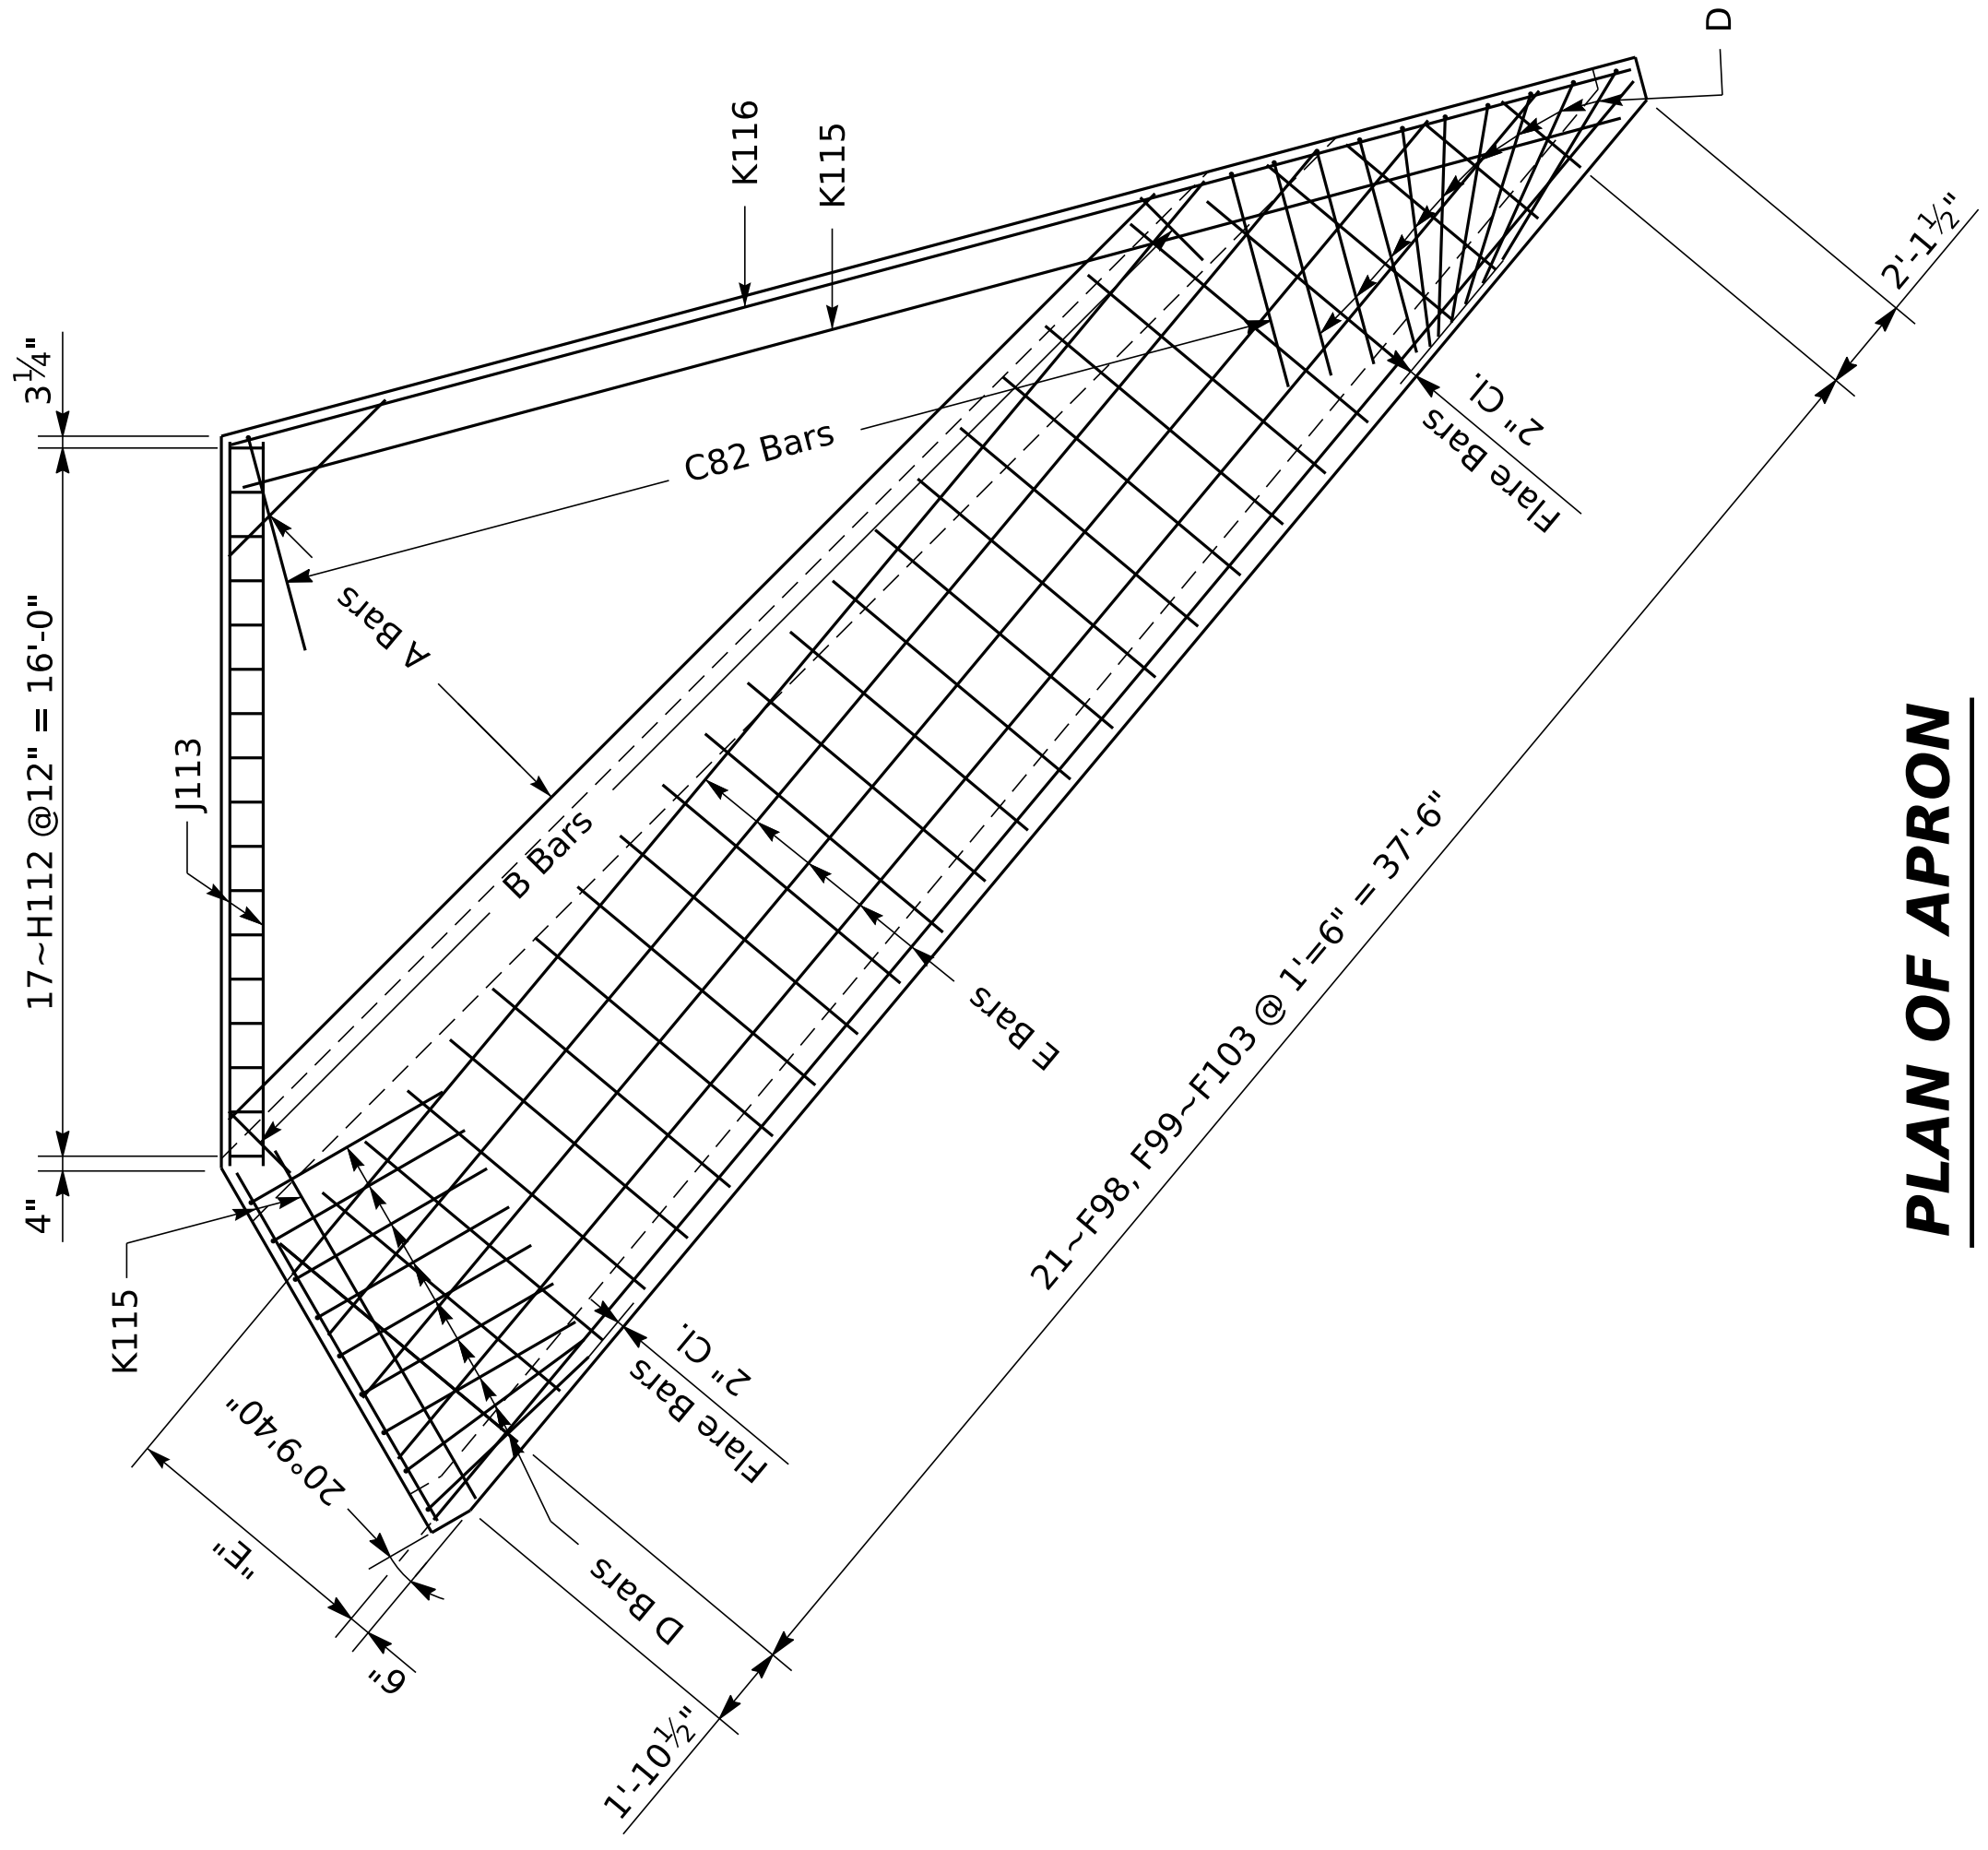 3¼"
17~H112 @12" = 16'-0"
4"
J113
K116
K115
D
C82 Bars
A Bars
B Bars
E Bars
2" Cl.
Flare Bars
2'-1½"
21~F98, F99~F103 @ 1'=6" = 37'-6"
K115
20°9'40"
"E"
6"
2" Cl.
Flare Bars
D Bars
1'-10½"
PLAN OF APRON